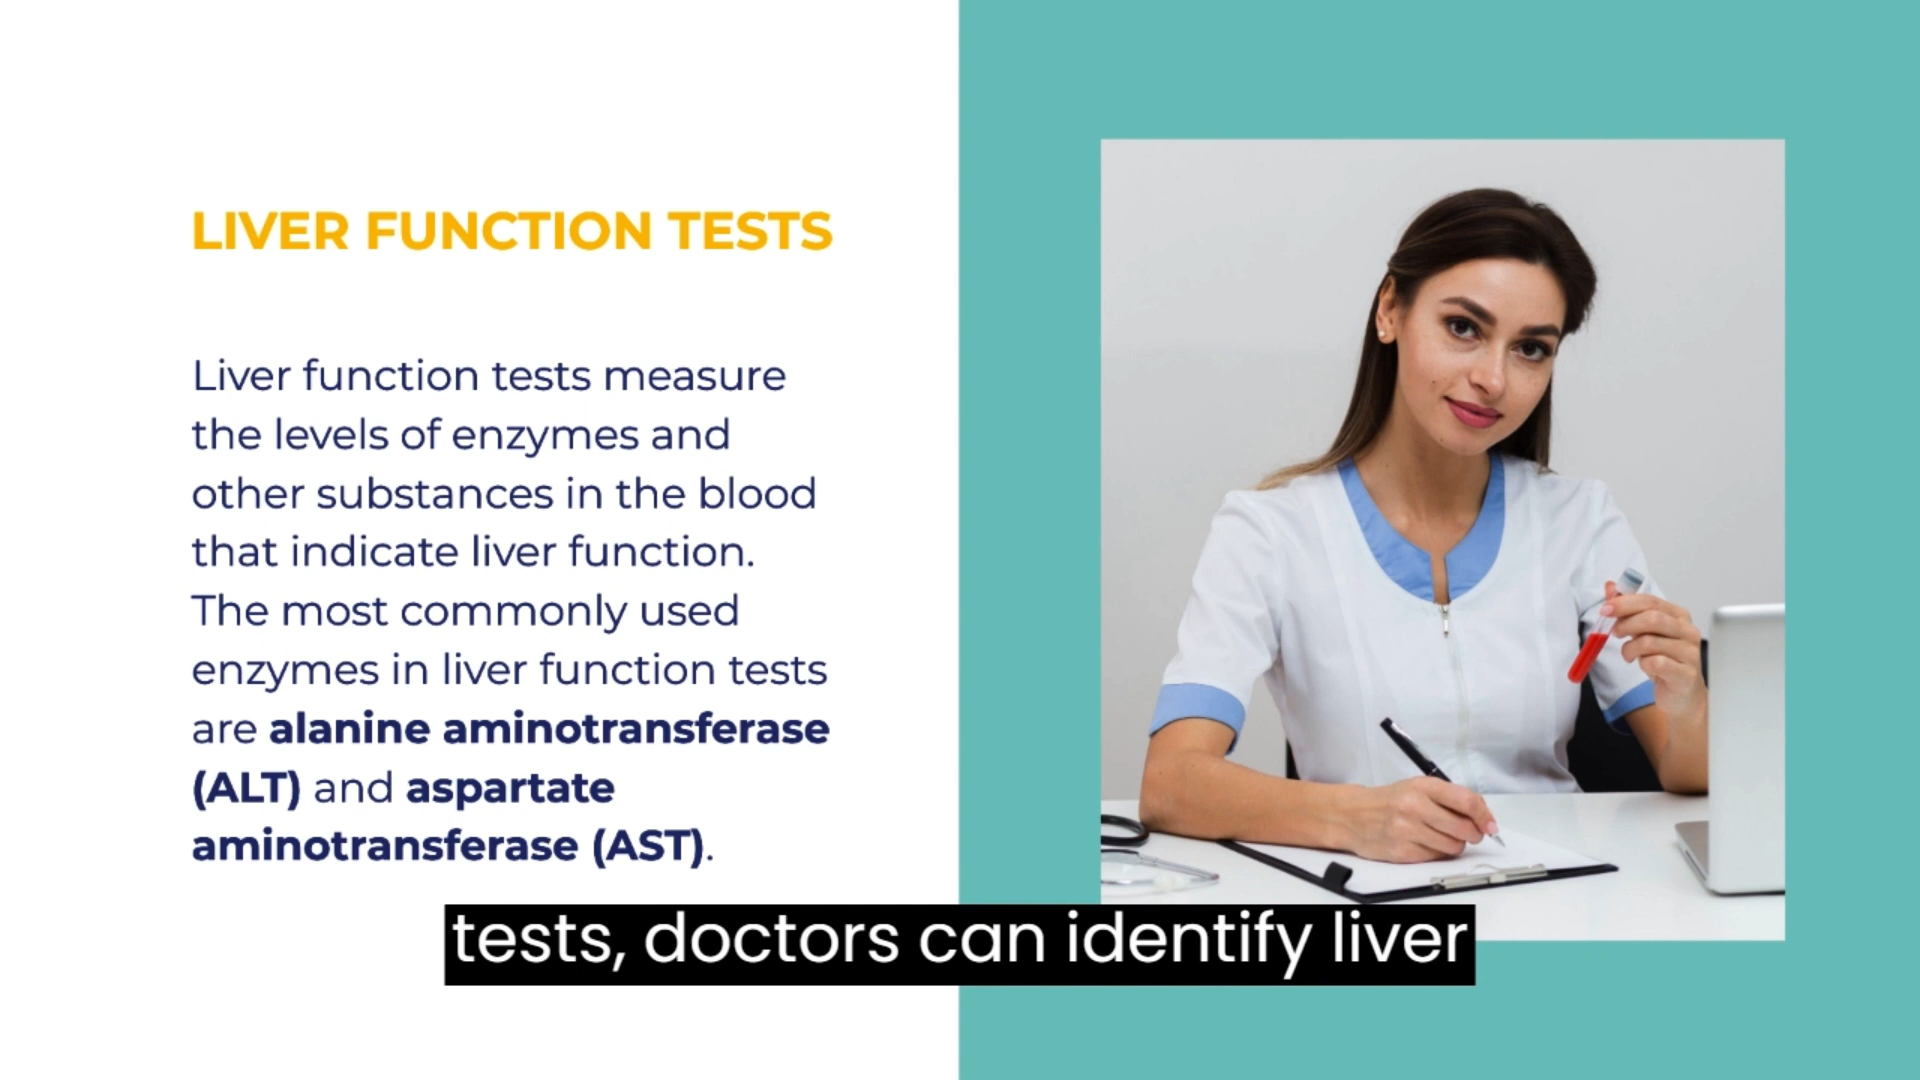 LIVER FUNCTION TESTS
Liver function tests measure
the levels of enzymes and
other substances in the blood
that indicate liver function.
The most commonly used
enzymes in liver function tests
are alanine aminotransferase
(ALT) and aspartate
aminotransferase (AST).
tests, doctors can identify liver